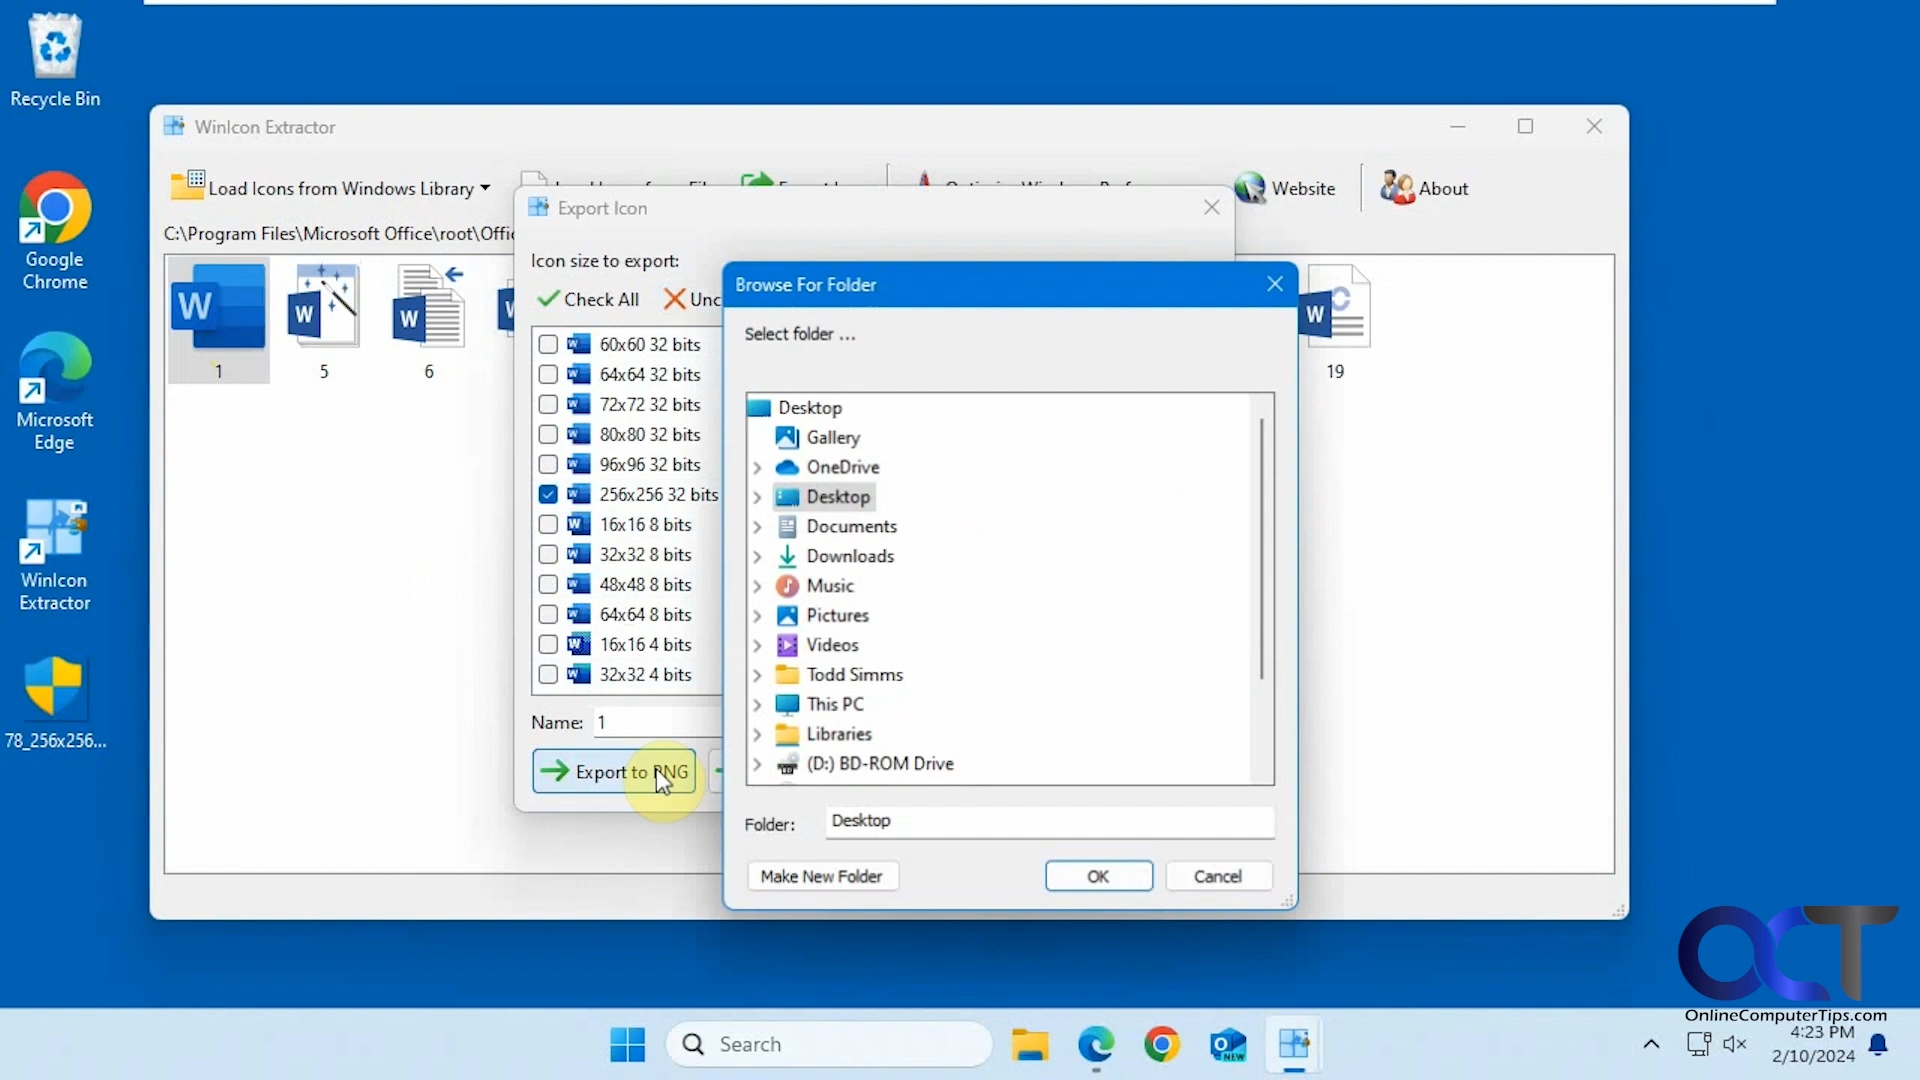 Recycle Bin
Google
Chrome
Microsoft
Edge
WinIcon
Extractor
78_256x256...
WinIcon Extractor
Load Icons from Windows Library
Website
About
C:\Program Files\Microsoft Office\root\Offi
1
5
6
19
W
W
W
W
W
Export Icon
Icon size to export:
Check All
Unc
60x60 32 bits
64x64 32 bits
72x72 32 bits
80x80 32 bits
96x96 32 bits
256x256 32 bits
16x16 8 bits
32x32 8 bits
48x48 8 bits
64x64 8 bits
16x16 4 bits
32x32 4 bits
Name: 1
Export to PNG
Browse For Folder
Select folder ...
Desktop
Gallery
OneDrive
Desktop
Documents
Downloads
Music
Pictures
Videos
Todd Simms
This PC
Libraries
(D:) BD-ROM Drive
Folder: Desktop
Make New Folder
OK
Cancel
OCT
OnlineComputerTips.com
Search
NEW
4:23 PM
2/10/2024